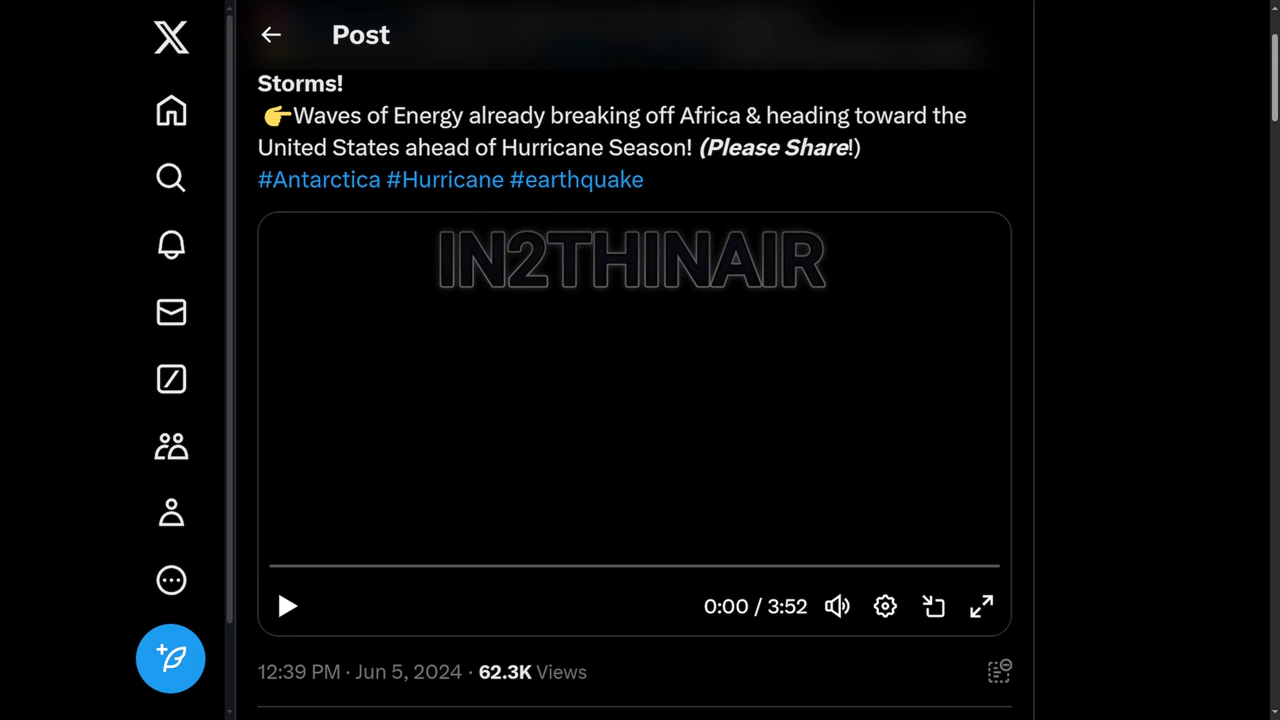 Post
Storms!
👉Waves of Energy already breaking off Africa & heading toward the
United States ahead of Hurricane Season! (Please Share!)
#Antarctica #Hurricane #earthquake
IN2THINAIR
0:00 / 3:52
12:39 PM · Jun 5, 2024 · 62.3K Views